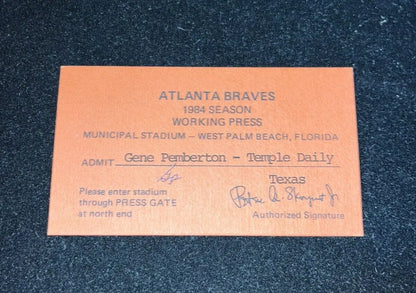 ATLANTA BRAVES
1984 SEASON
WORKING PRESS
MUNICIPAL STADIUM – WEST PALM BEACH, FLORIDA
ADMIT Gene Pemberton - Temple Daily
Texas
Please enter stadium
through PRESS GATE
at north end
Authorized Signature